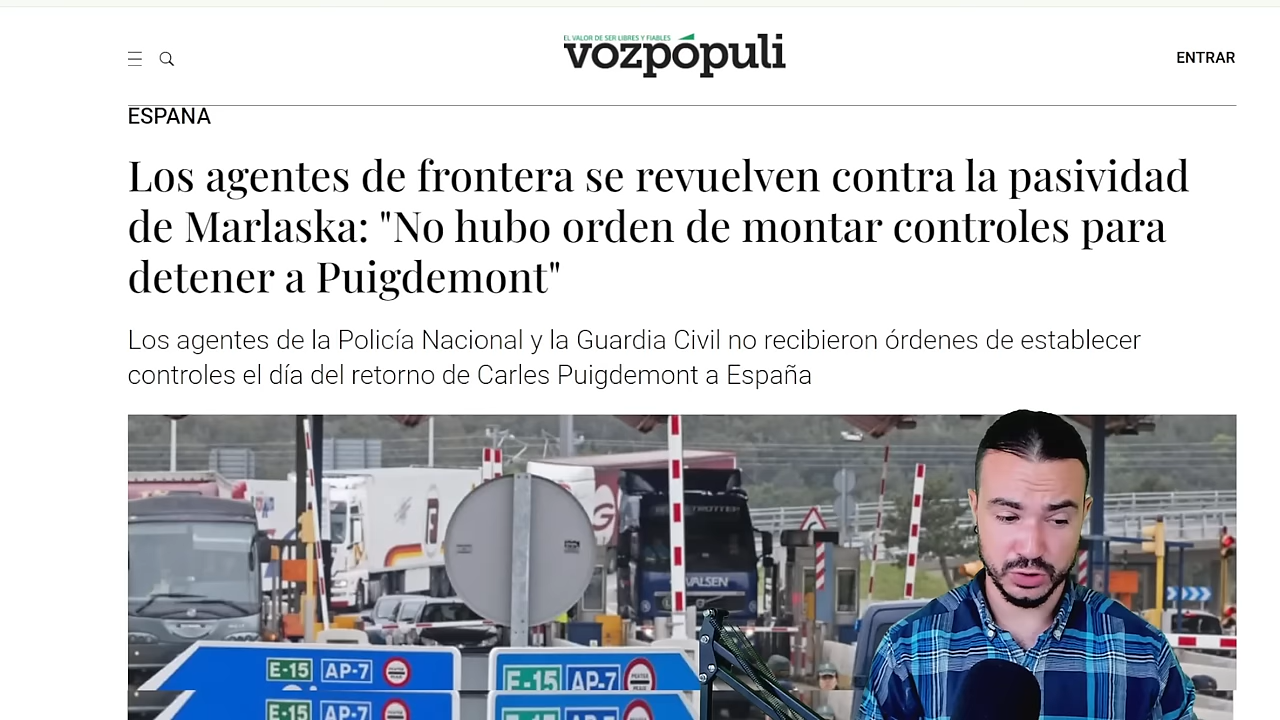 EL VALOR DE SER LIBRES Y FIABLES
vozpópuli
ENTRAR
ESPANA
Los agentes de frontera se revuelven contra la pasividad
de Marlaska: "No hubo orden de montar controles para
detener a Puigdemont"
Los agentes de la Policía Nacional y la Guardia Civil no recibieron órdenes de establecer
controles el día del retorno de Carles Puigdemont a España
VALSEN
E-15 AP-7
E-15 AP-7
E-15 AP-7
E-15 AP-7